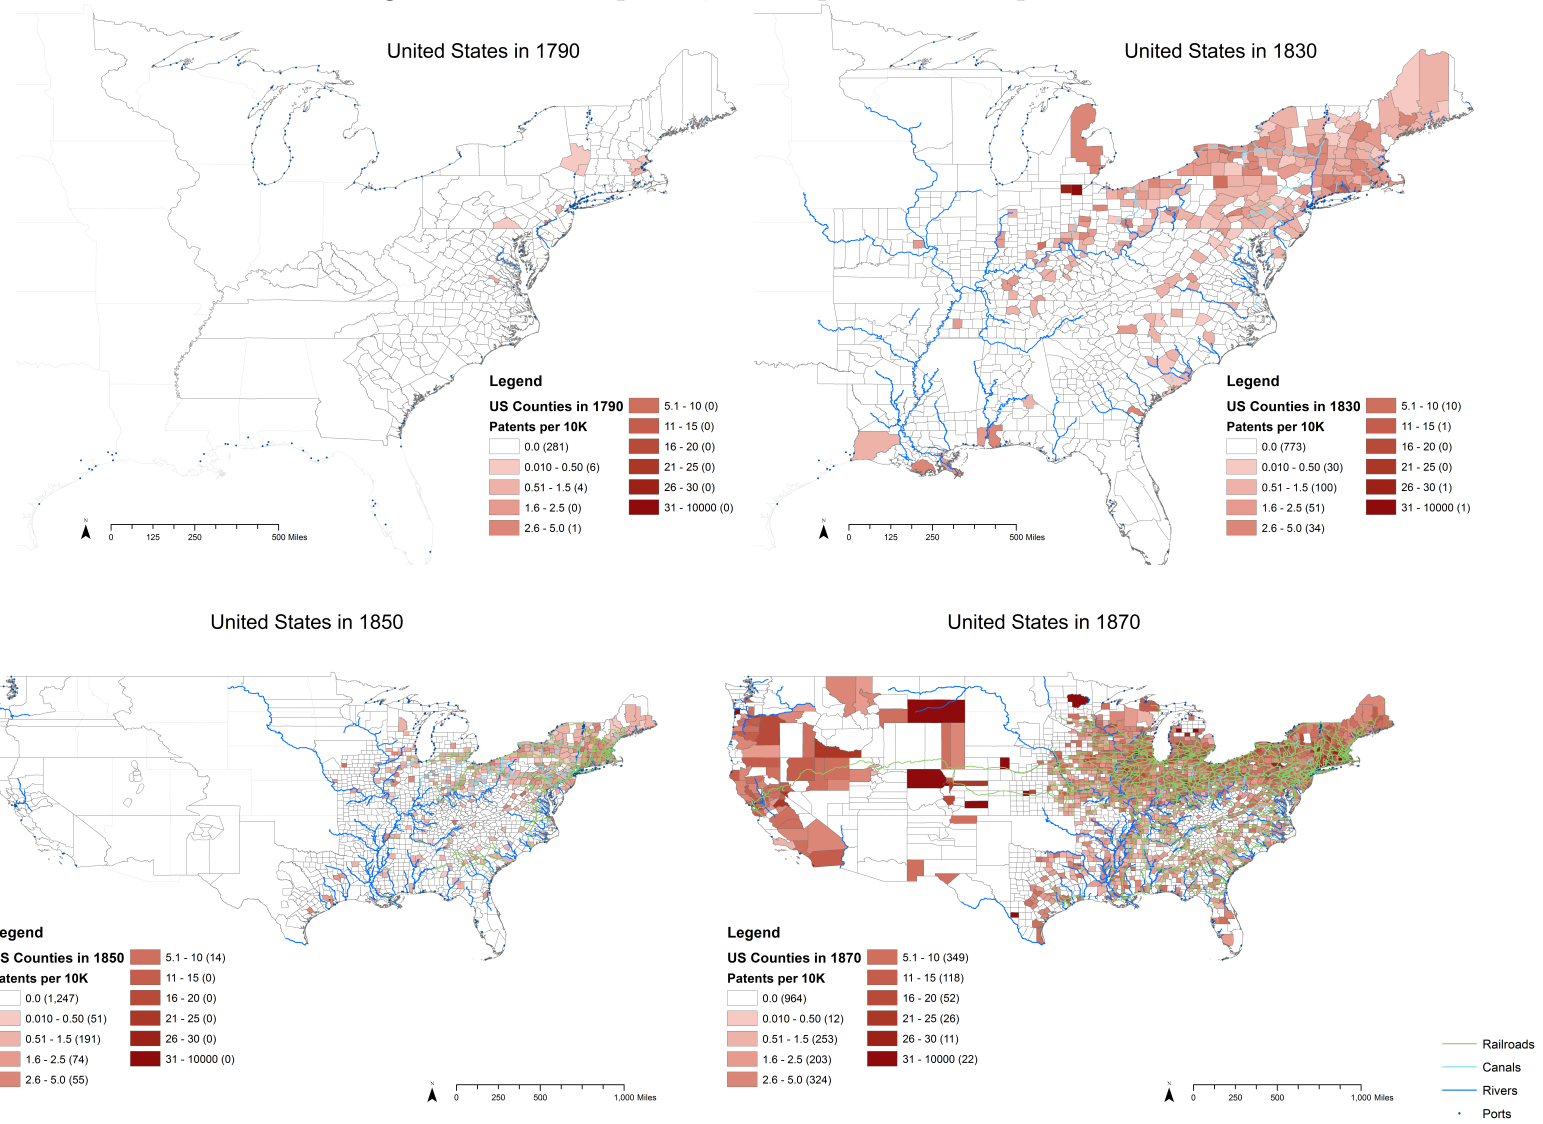 United States in 1790
Legend
US Counties in 1790
Patents per 10K
0.0 (281)
0.010 - 0.50 (6)
0.51 - 1.5 (4)
1.6 - 2.5 (0)
2.6 - 5.0 (1)
5.1 - 10 (0)
11 - 15 (0)
16 - 20 (0)
21 - 25 (0)
26 - 30 (0)
31 - 10000 (0)
N
0 125 250 500 Miles
United States in 1830
Legend
US Counties in 1830
Patents per 10K
0.0 (773)
0.010 - 0.50 (30)
0.51 - 1.5 (100)
1.6 - 2.5 (51)
2.6 - 5.0 (34)
5.1 - 10 (10)
11 - 15 (1)
16 - 20 (0)
21 - 25 (0)
26 - 30 (1)
31 - 10000 (1)
N
0 125 250 500 Miles
United States in 1850
egend
S Counties in 1850
atents per 10K
0.0 (1,247)
0.010 - 0.50 (51)
0.51 - 1.5 (191)
1.6 - 2.5 (74)
2.6 - 5.0 (55)
5.1 - 10 (14)
11 - 15 (0)
16 - 20 (0)
21 - 25 (0)
26 - 30 (0)
31 - 10000 (0)
N
0 250 500 1,000 Miles
United States in 1870
Legend
US Counties in 1870
Patents per 10K
0.0 (964)
0.010 - 0.50 (12)
0.51 - 1.5 (253)
1.6 - 2.5 (203)
2.6 - 5.0 (324)
5.1 - 10 (349)
11 - 15 (118)
16 - 20 (52)
21 - 25 (26)
26 - 30 (11)
31 - 10000 (22)
N
0 250 500 1,000 Miles
Railroads
Canals
Rivers
Ports